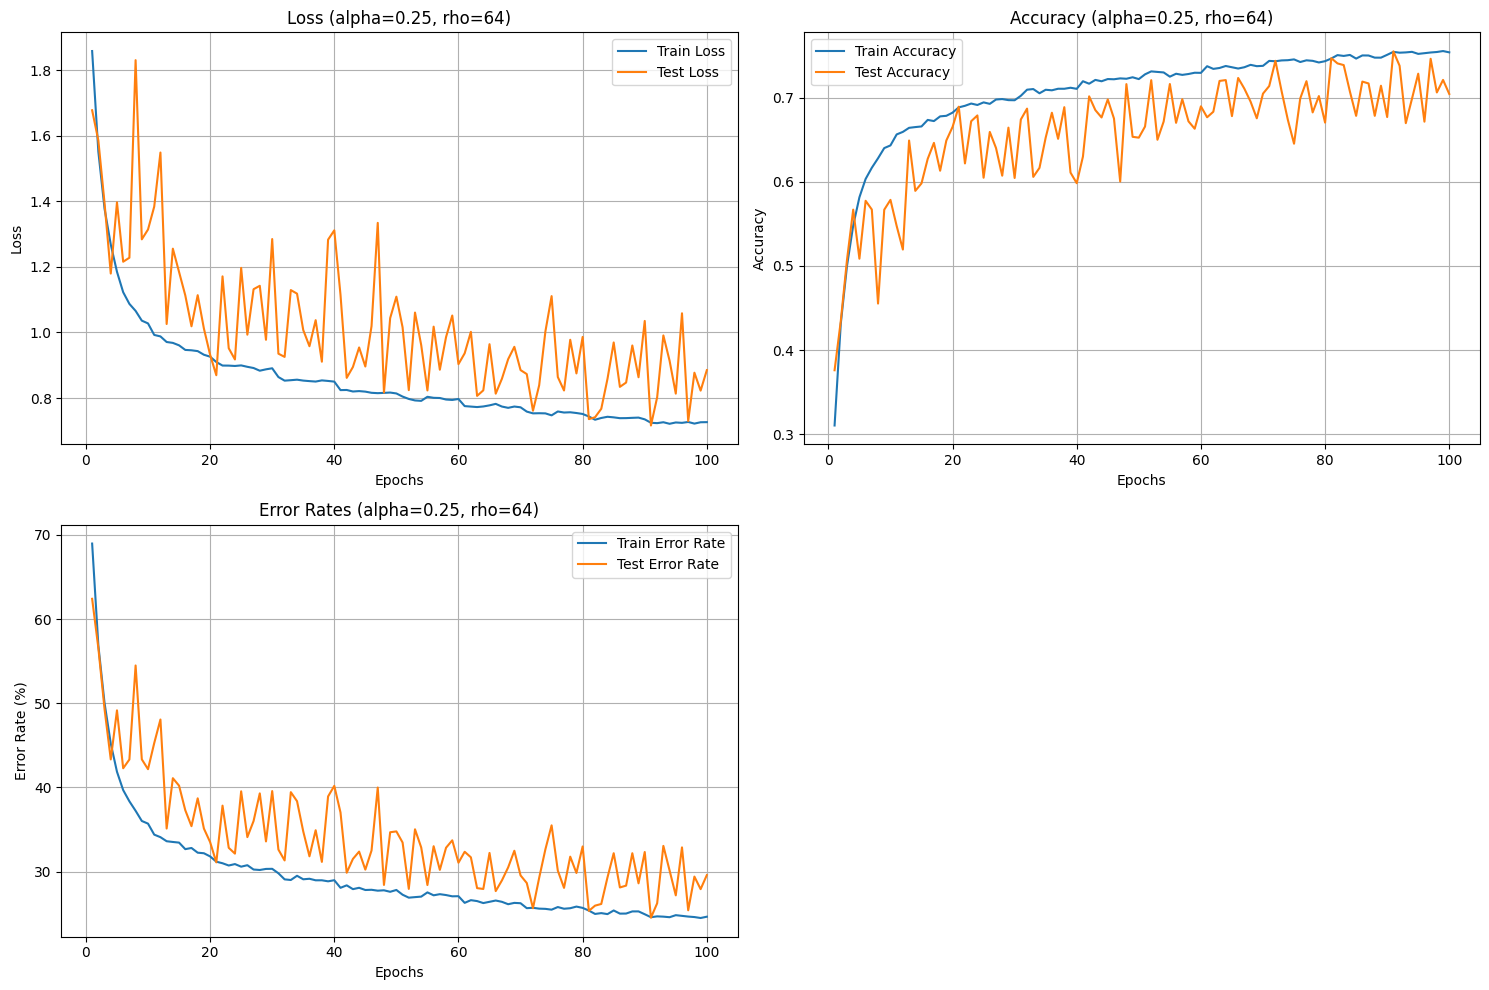 Loss (alpha=0.25, rho=64)
Train Loss
Test Loss
1.8
1.6
1.4
1.2
1.0
0.8
Loss
0 20 40 60 80 100
Epochs
Accuracy (alpha=0.25, rho=64)
Train Accuracy
Test Accuracy
0.7
0.6
0.5
0.4
0.3
Accuracy
0 20 40 60 80 100
Epochs
Error Rates (alpha=0.25, rho=64)
Train Error Rate
Test Error Rate
70
60
50
40
30
Error Rate (%)
0 20 40 60 80 100
Epochs